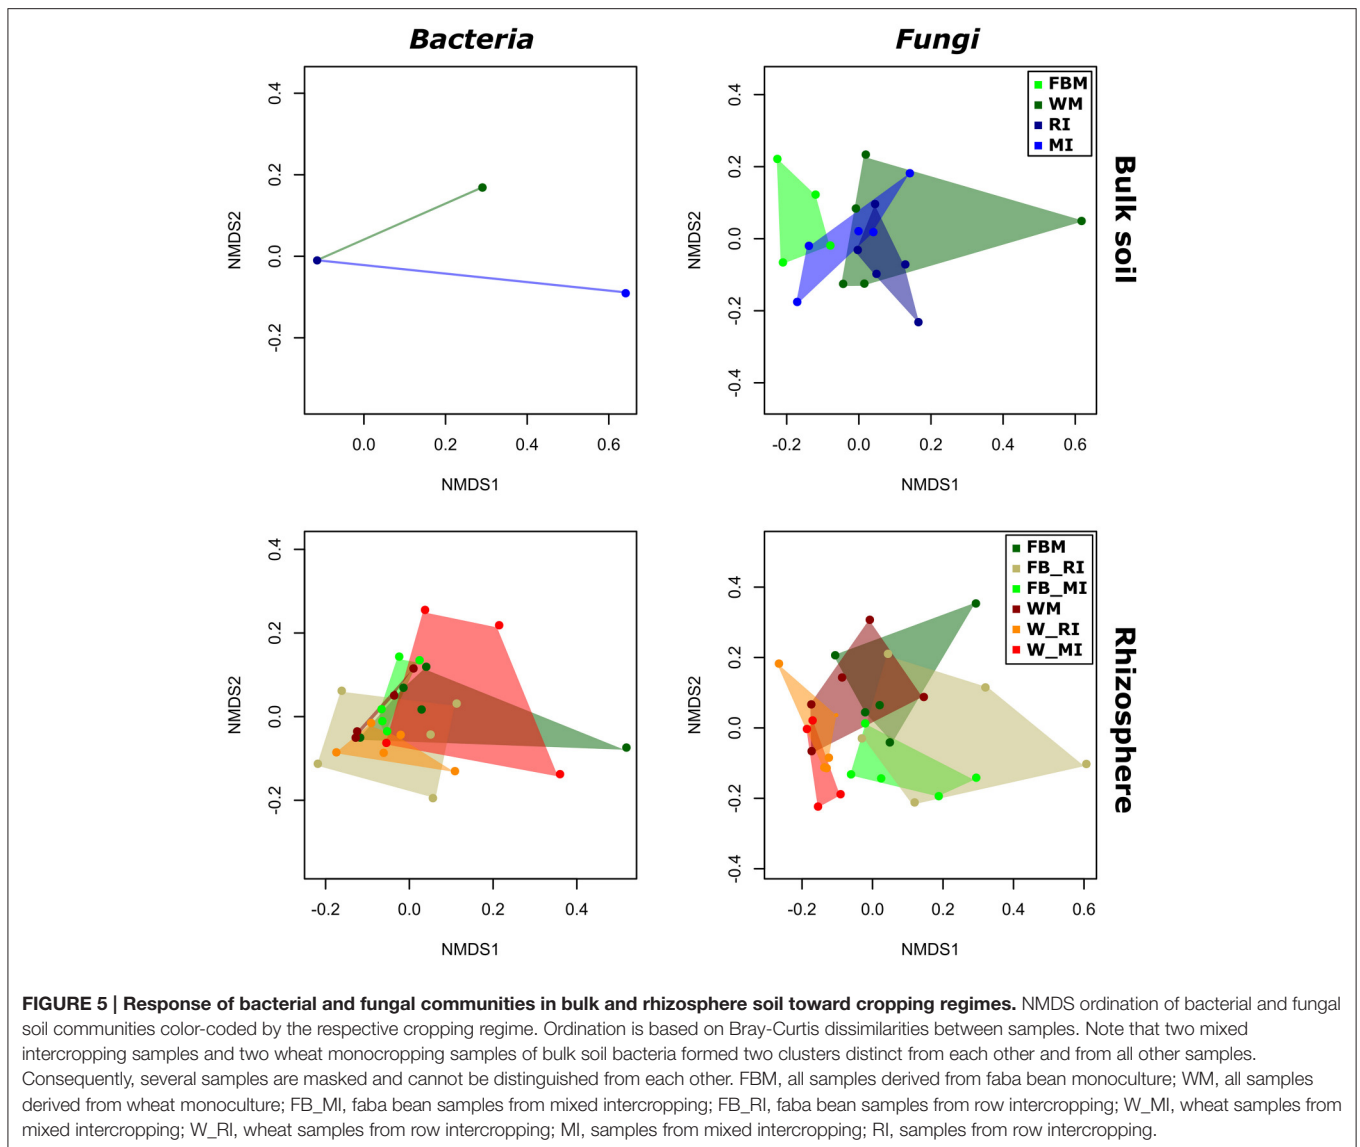 Bacteria
Fungi
0.4
0.2
0.0
-0.2
NMDS2
0.0
0.2
0.4
0.6
NMDS1
0.4
0.2
0.0
-0.2
-0.4
NMDS2
-0.2
0.0
0.2
0.4
0.6
NMDS1
FBM
WM
RI
MI
Bulk soil
0.4
0.2
0.0
-0.2
NMDS2
-0.2
0.0
0.2
0.4
NMDS1
0.4
0.2
0.0
-0.2
-0.4
NMDS2
-0.2
0.0
0.2
0.4
0.6
NMDS1
FBM
FB_RI
FB_MI
WM
W_RI
W_MI
Rhizosphere
FIGURE 5 | Response of bacterial and fungal communities in bulk and rhizosphere soil toward cropping regimes. NMDS ordination of bacterial and fungal
soil communities color-coded by the respective cropping regime. Ordination is based on Bray-Curtis dissimilarities between samples. Note that two mixed
intercropping samples and two wheat monocropping samples of bulk soil bacteria formed two clusters distinct from each other and from all other samples.
Consequently, several samples are masked and cannot be distinguished from each other. FBM, all samples derived from faba bean monoculture; WM, all samples
derived from wheat monoculture; FB_MI, faba bean samples from mixed intercropping; FB_RI, faba bean samples from row intercropping; W_MI, wheat samples from
mixed intercropping; W_RI, wheat samples from row intercropping; MI, samples from mixed intercropping; RI, samples from row intercropping.